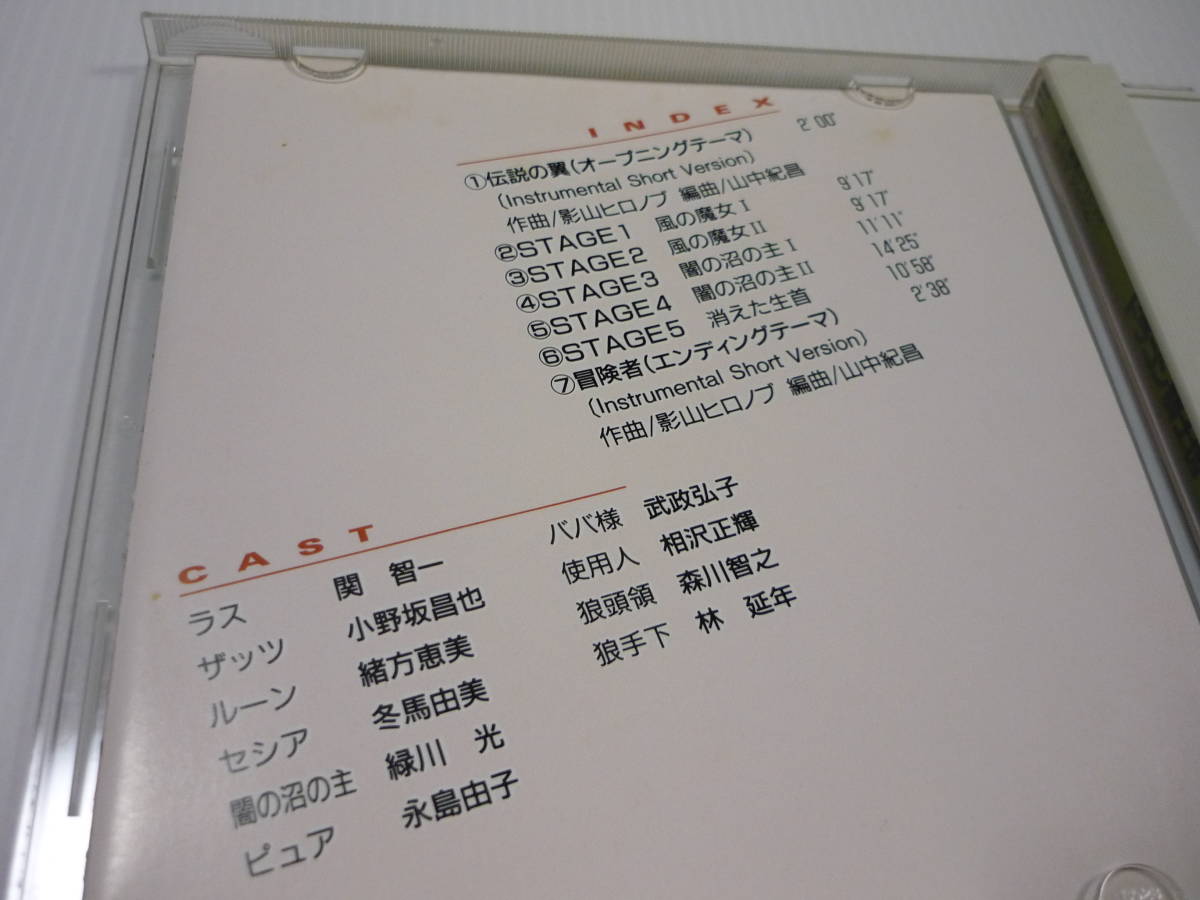 INDEX
①伝説の翼(オープニングテーマ) 2'00"
(Instrumental Short Version)
作曲/影山ヒロノブ 編曲/山中紀昌
②STAGE1 風の魔女Ⅰ 9'17"
③STAGE2 風の魔女Ⅱ 9'17"
④STAGE3 闇の沼の主Ⅰ 11'11"
⑤STAGE4 闇の沼の主Ⅱ 14'25"
⑥STAGE5 消えた生首 10'58"
⑦冒険者(エンディングテーマ) 2'38"
(Instrumental Short Version)
作曲/影山ヒロノブ 編曲/山中紀昌
CAST
ラス 関 智一
ザッツ 小野坂昌也
ルーン 緒方恵美
セシア 冬馬由美
闇の沼の主 緑川 光
ピュア 永島由子
ババ様 武政弘子
使用人 相沢正輝
狼頭領 森川智之
狼手下 林 延年